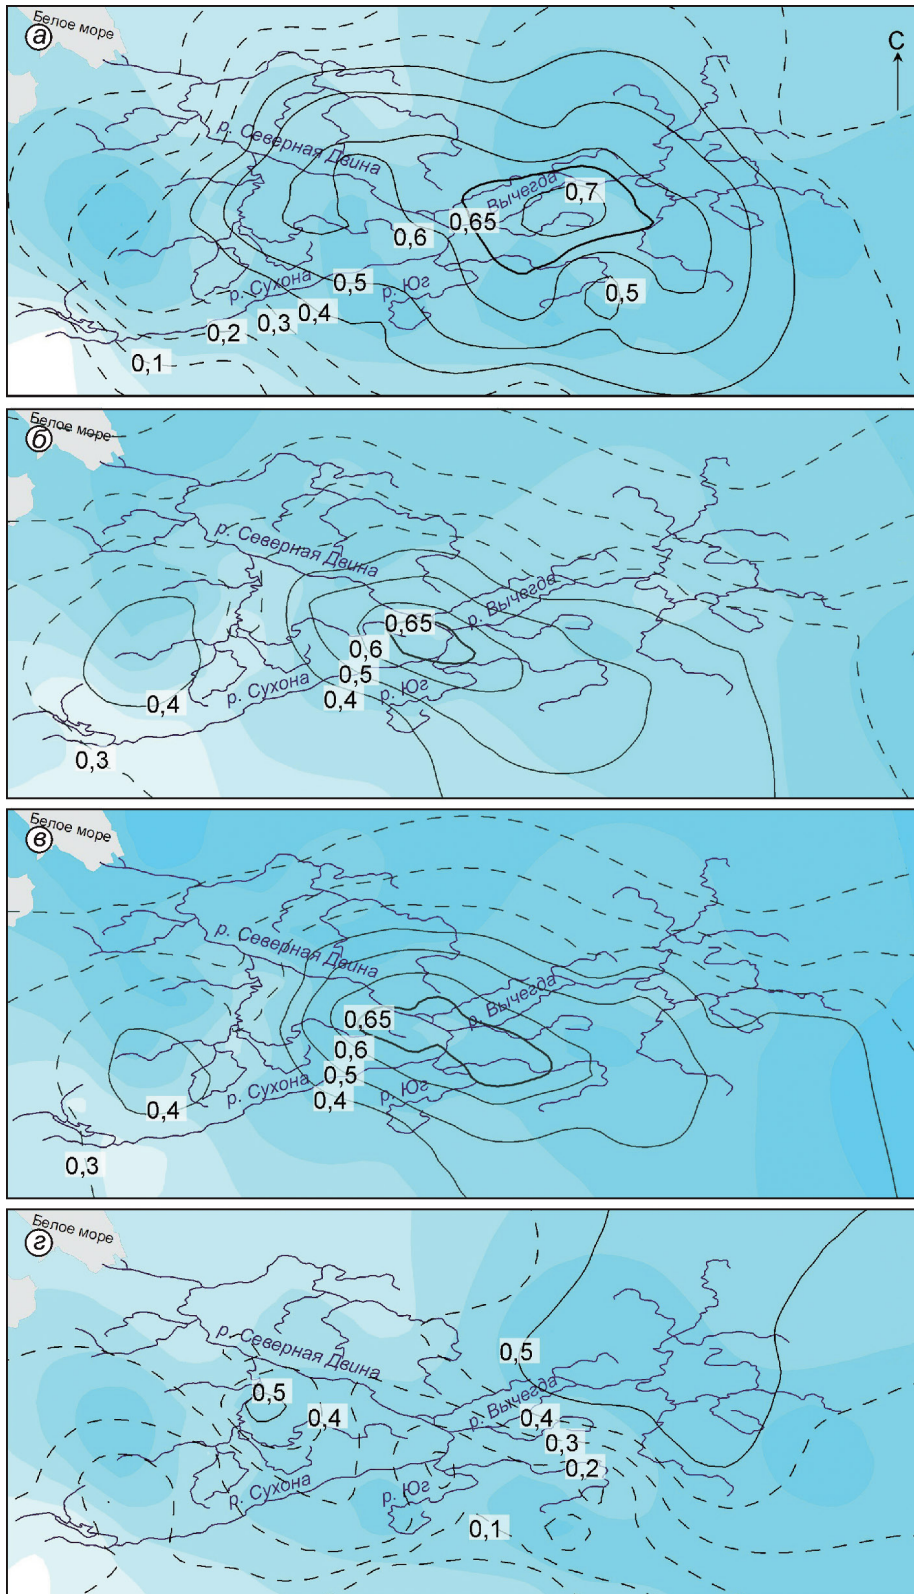 Белое море
а
С
р. Северная Двина
Вычегда
0,7
0,65
0,6
р. Сухона
0,5
р. Юг
0,5
0,4
0,3
0,2
0,1
Белое море
б
р. Северная Двина
р. Вычегда
0,65
0,6
0,5
р. Сухона
р. Юг
0,4
0,4
0,3
Белое море
в
р. Северная Двина
р. Вычегда
0,65
0,6
0,5
р. Сухона
р. Юг
0,4
0,4
0,3
Белое море
г
р. Северная Двина
0,5
0,5
р. Вычегда
0,4
0,4
0,3
0,2
р. Сухона
р. Юг
0,1